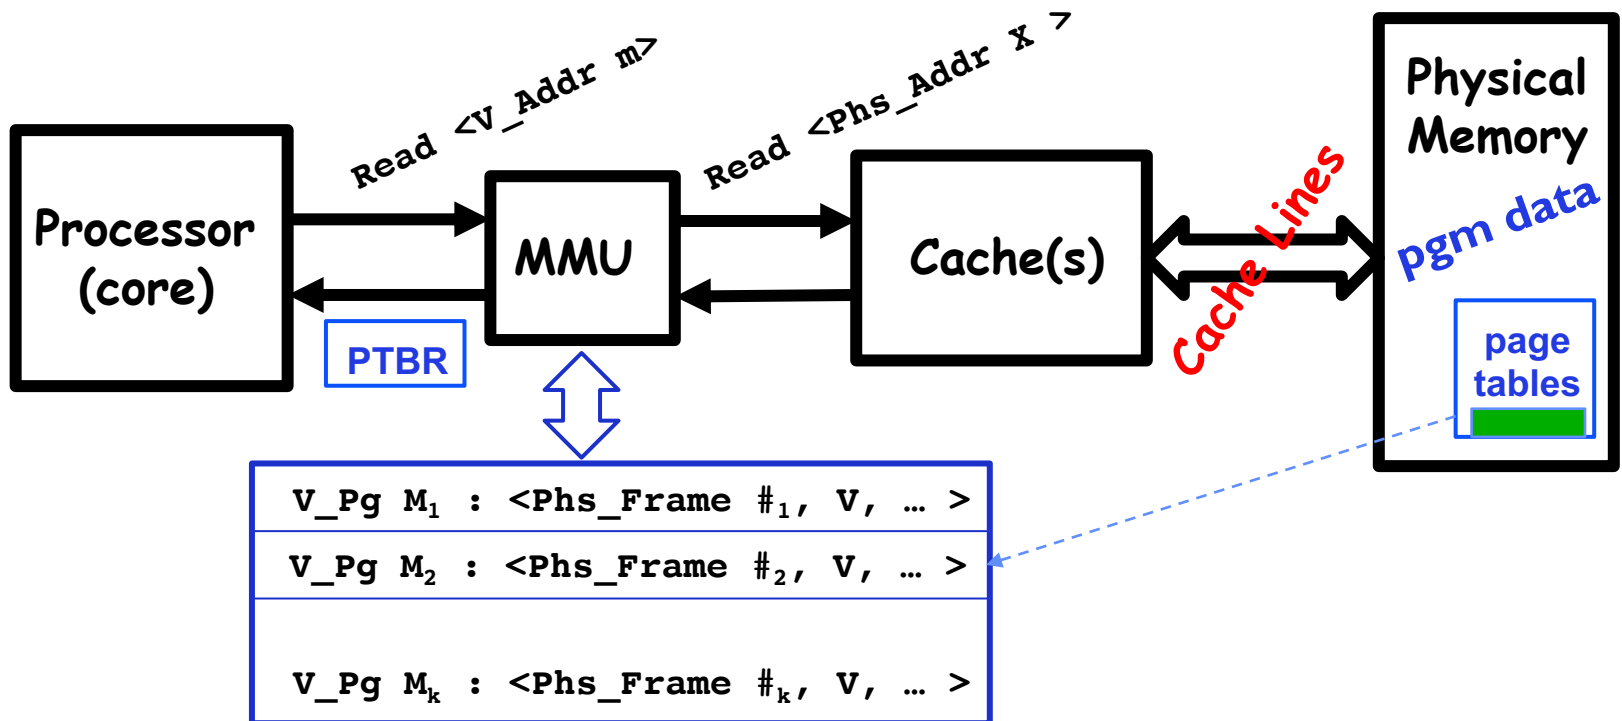 Read <V_Addr m>
Read <Phs_Addr X >
Physical
Memory
Processor
(core)
MMU
Cache(s)
Cache Lines
pgm data
PTBR
page
tables
V_Pg M₁ : <Phs_Frame #₁, V, … >
V_Pg M₂ : <Phs_Frame #₂, V, … >
V_Pg Mₖ : <Phs_Frame #ₖ, V, … >